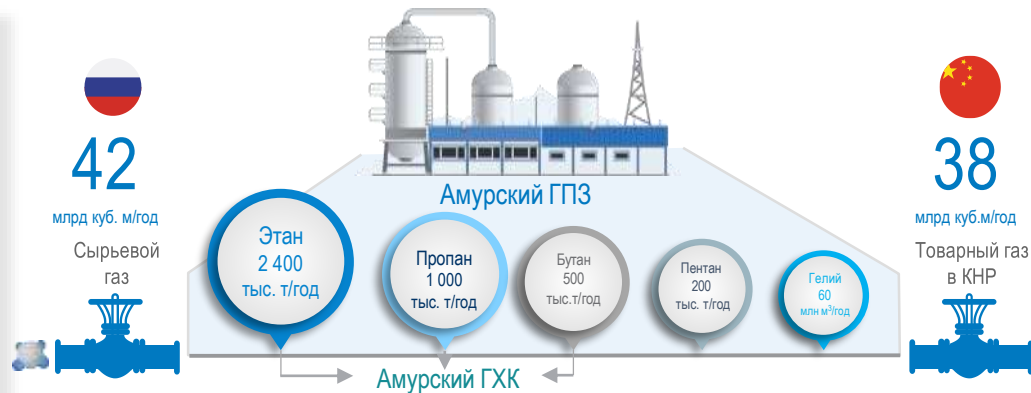 42
млрд куб. м/год
Сырьевой
газ
Амурский ГПЗ
Этан
2 400
тыс. т/год
Пропан
1 000
тыс. т/год
Бутан
500
тыс.т/год
Пентан
200
тыс. т/год
Гелий
60
млн м³/год
38
млрд куб.м/год
Товарный газ
в КНР
Амурский ГХК